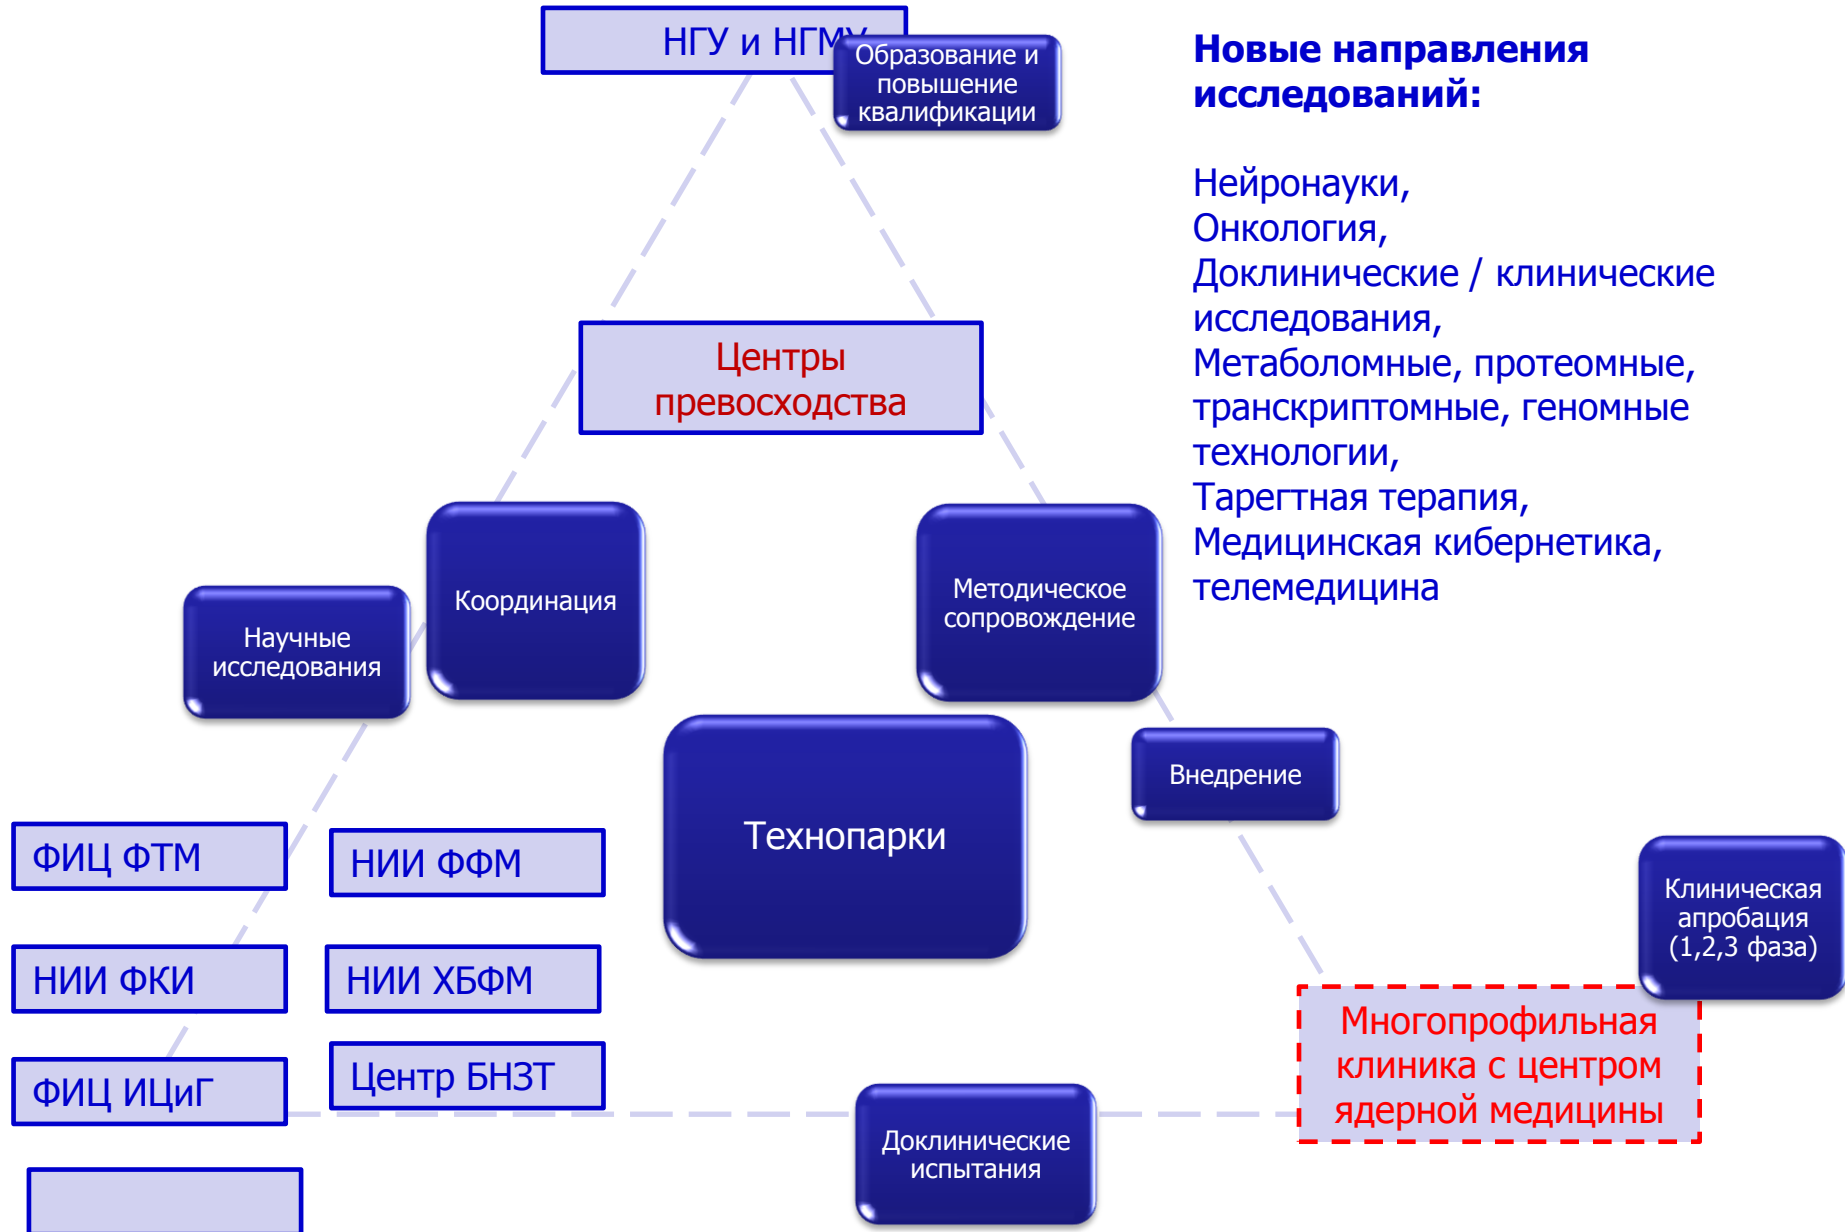 НГУ и НГМУ
Образование и
повышение
квалификации
Новые направления
исследований:
Нейронауки,
Онкология,
Доклинические / клинические
исследования,
Метаболомные, протеомные,
транскриптомные, геномные
технологии,
Тарегтная терапия,
Медицинская кибернетика,
телемедицина
Центры
превосходства
Координация
Методическое
сопровождение
Научные
исследования
Технопарки
Внедрение
ФИЦ ФТМ
НИИ ФФМ
НИИ ФКИ
НИИ ХБФМ
ФИЦ ИЦиГ
Центр БНЗТ
Клиническая
апробация
(1,2,3 фаза)
Многопрофильная
клиника с центром
ядерной медицины
Доклинические
испытания